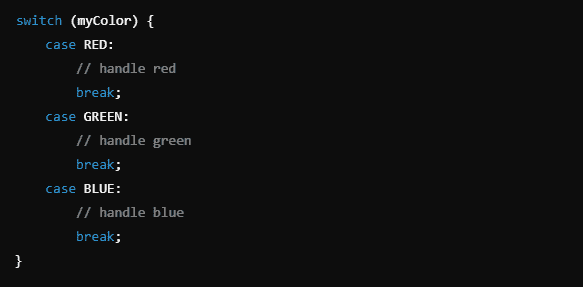 switch (myColor) {
    case RED:
        // handle red
        break;
    case GREEN:
        // handle green
        break;
    case BLUE:
        // handle blue
        break;
}